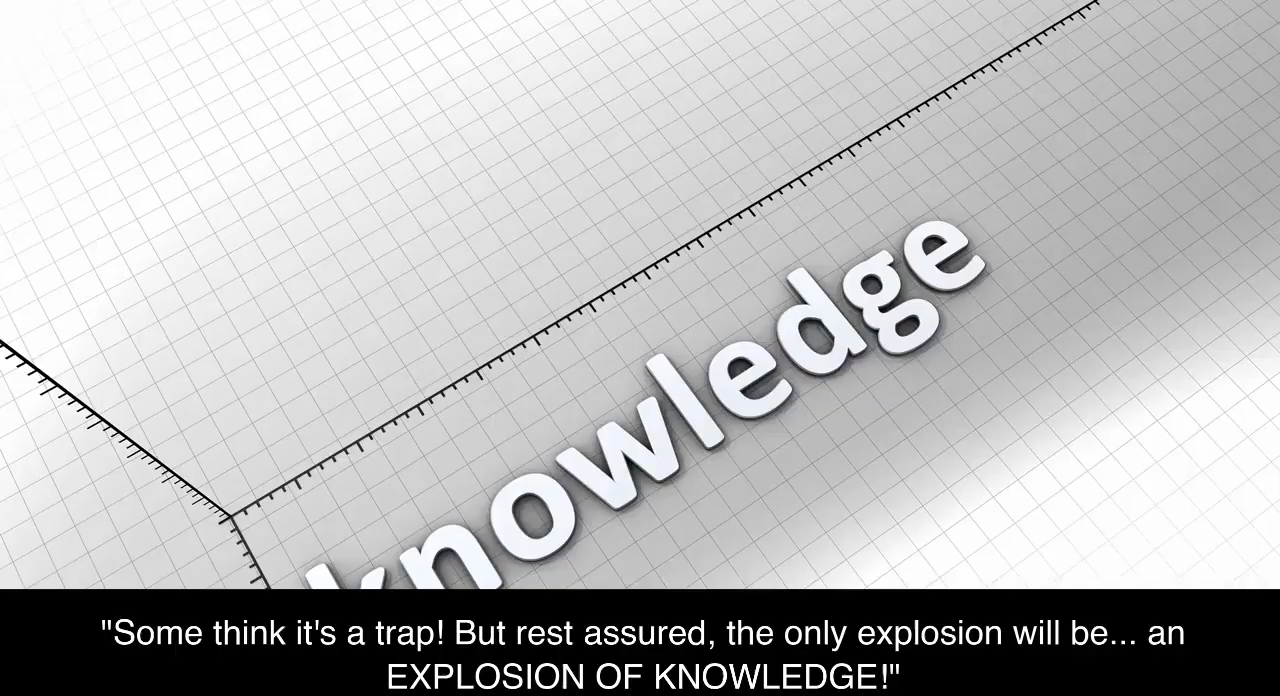 knowledge
"Some think it's a trap! But rest assured, the only explosion will be... an
EXPLOSION OF KNOWLEDGE!"